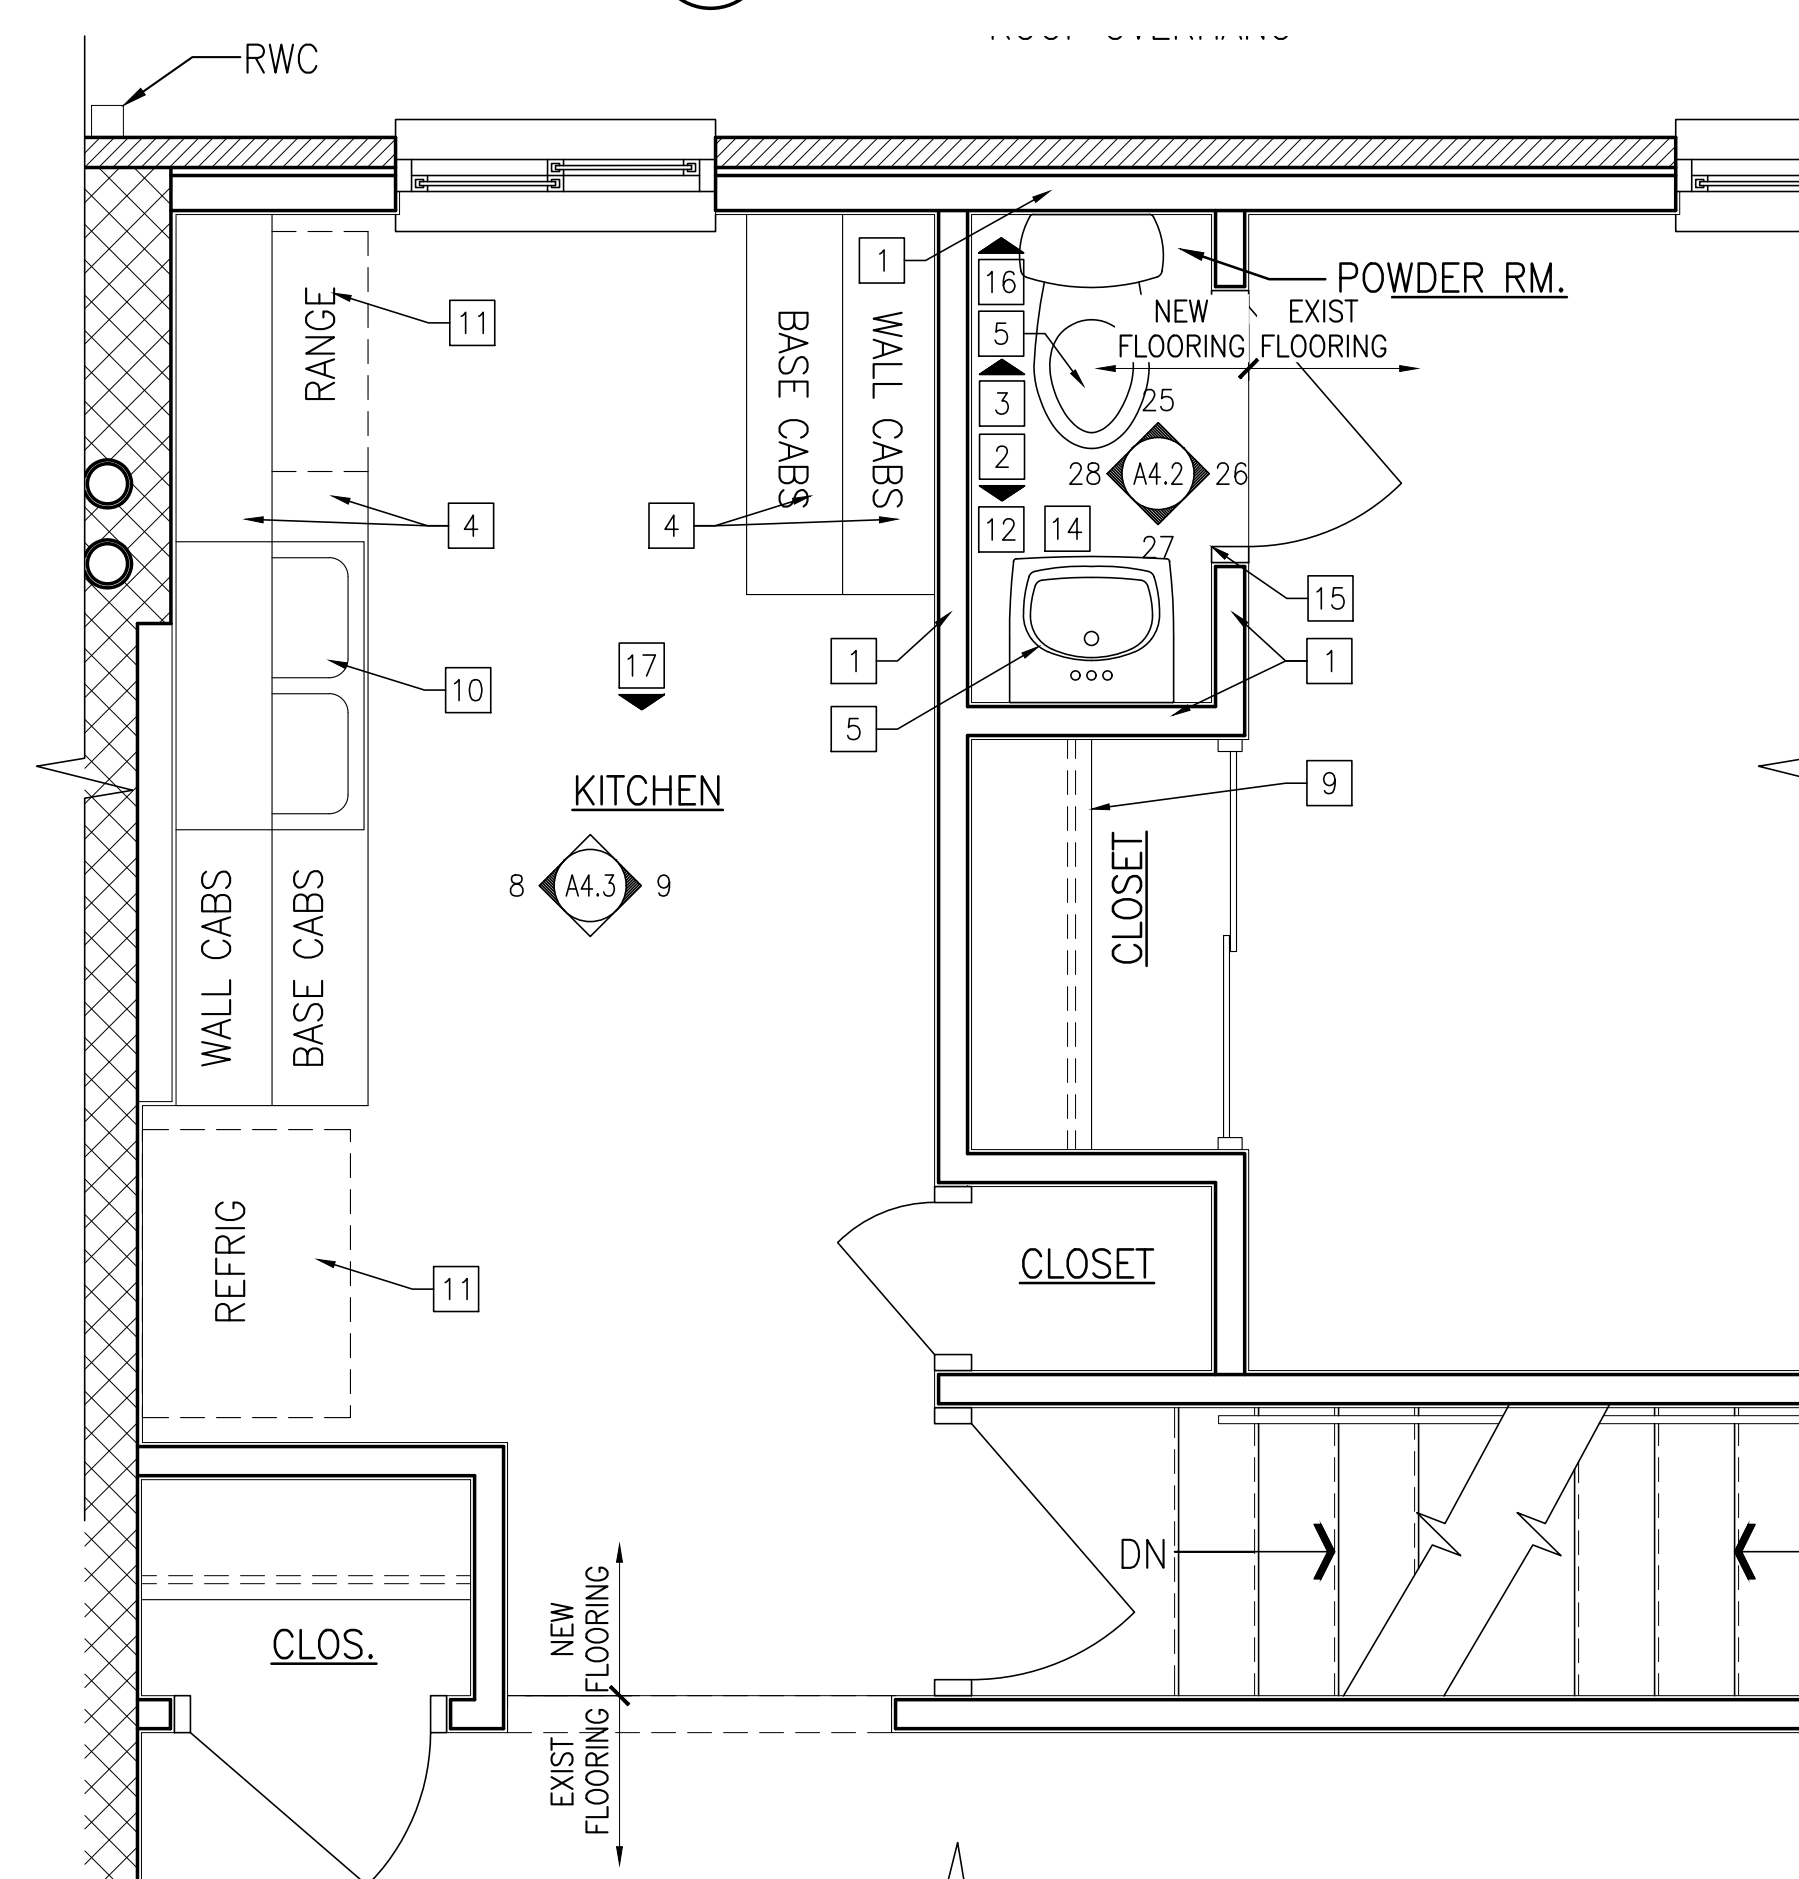 RWC
1
POWDER RM.
16
RANGE
11
BASE CABS
WALL CABS
5
NEW
FLOORING
EXIST
FLOORING
3
25
2
28
A4.2
26
4
4
12
14
27
15
1
17
1
10
5
KITCHEN
9
8
A4.3
9
CLOSET
WALL CABS
BASE CABS
REFRIG
11
CLOSET
DN
NEW
FLOORING
CLOS.
EXIST
FLOORING